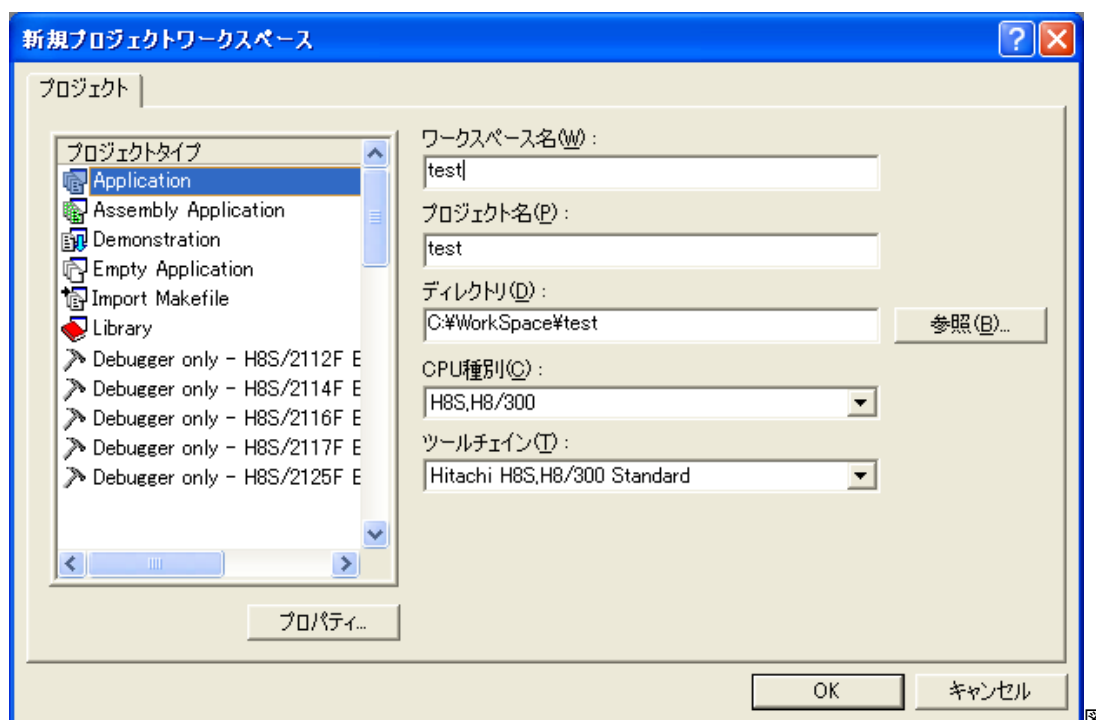 新規プロジェクトワークスペース
プロジェクト
プロジェクトタイプ
Application
Assembly Application
Demonstration
Empty Application
Import Makefile
Library
Debugger only - H8S/2112F E
Debugger only - H8S/2114F E
Debugger only - H8S/2116F E
Debugger only - H8S/2117F E
Debugger only - H8S/2125F E
プロパティ...
ワークスペース名(W):
test
プロジェクト名(P):
test
ディレクトリ(D):
C:¥WorkSpace¥test
参照(B)...
CPU種別(C):
H8S,H8/300
ツールチェイン(T):
Hitachi H8S,H8/300 Standard
OK
キャンセル